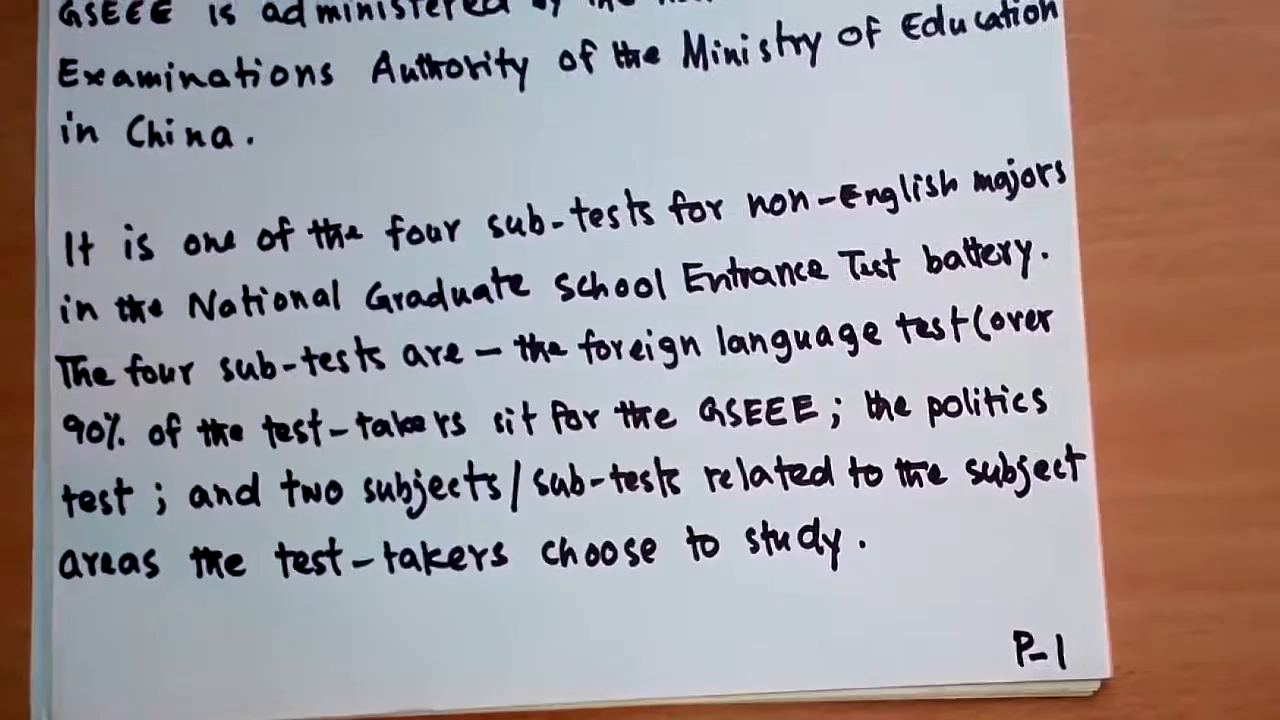 GSEEE is administered by the
Examinations Authority of the Ministry of Education
in China.
It is one of the four sub-tests for non-English majors
in the National Graduate School Entrance Test battery.
The four sub-tests are - the foreign language test (over
90% of the test-takers sit for the GSEEE; the politics
test; and two subjects/sub-tests related to the subject
areas the test-takers choose to study.
P-1